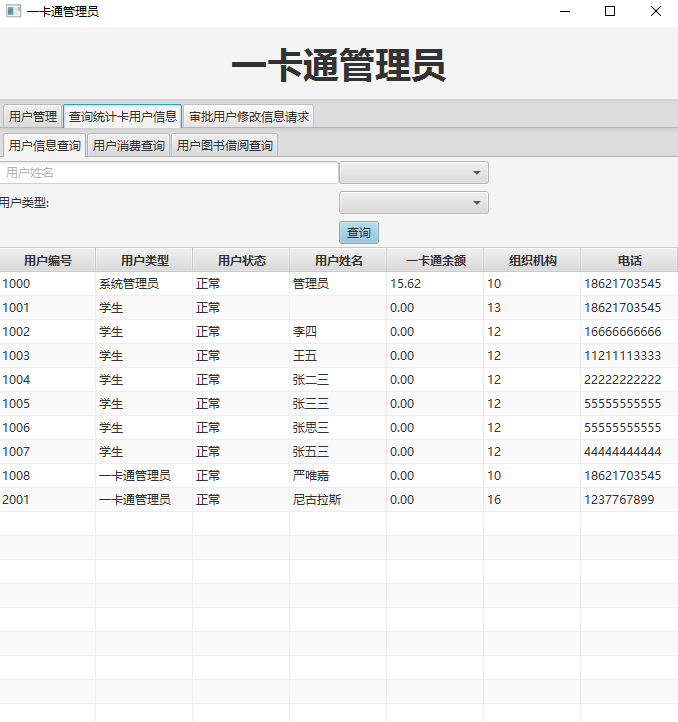 一卡通管理员
一卡通管理员
用户管理 查询统计卡用户信息 审批用户修改信息请求
用户信息查询 用户消费查询 用户图书借阅查询
用户姓名
用户类型:
查询
用户编号 用户类型 用户状态 用户姓名 一卡通余额 组织机构 电话
1000 系统管理员 正常 管理员 15.62 10 18621703545
1001 学生 正常 0.00 13 18621703545
1002 学生 正常 李四 0.00 12 16666666666
1003 学生 正常 王五 0.00 12 11211113333
1004 学生 正常 张二三 0.00 12 22222222222
1005 学生 正常 张三三 0.00 12 55555555555
1006 学生 正常 张思三 0.00 12 55555555555
1007 学生 正常 张五三 0.00 12 44444444444
1008 一卡通管理员 正常 严唯嘉 0.00 10 18621703545
2001 一卡通管理员 正常 尼古拉斯 0.00 16 1237767899